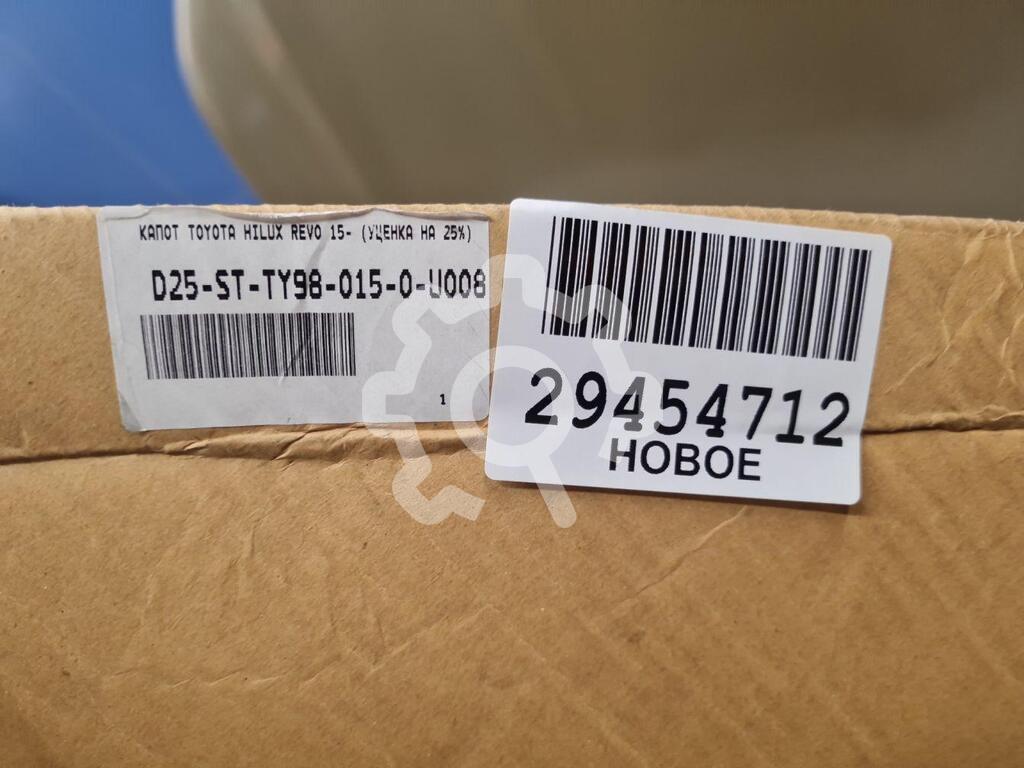 КАПОТ TOYOTA HILUX REVO 15- (УЦЕНКА НА 25%)
D25-ST-TY98-015-0-U008
1
29454712
НОВОЕ